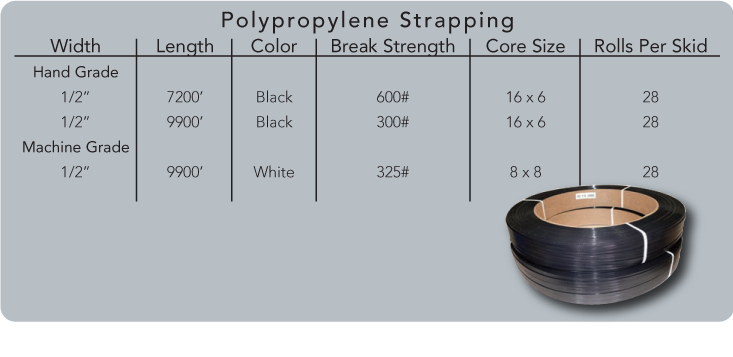 Polypropylene Strapping
Width Length Color Break Strength Core Size Rolls Per Skid
Hand Grade
1/2” 7200’ Black 600# 16 x 6 28
1/2” 9900’ Black 300# 16 x 6 28
Machine Grade
1/2” 9900’ White 325# 8 x 8 28